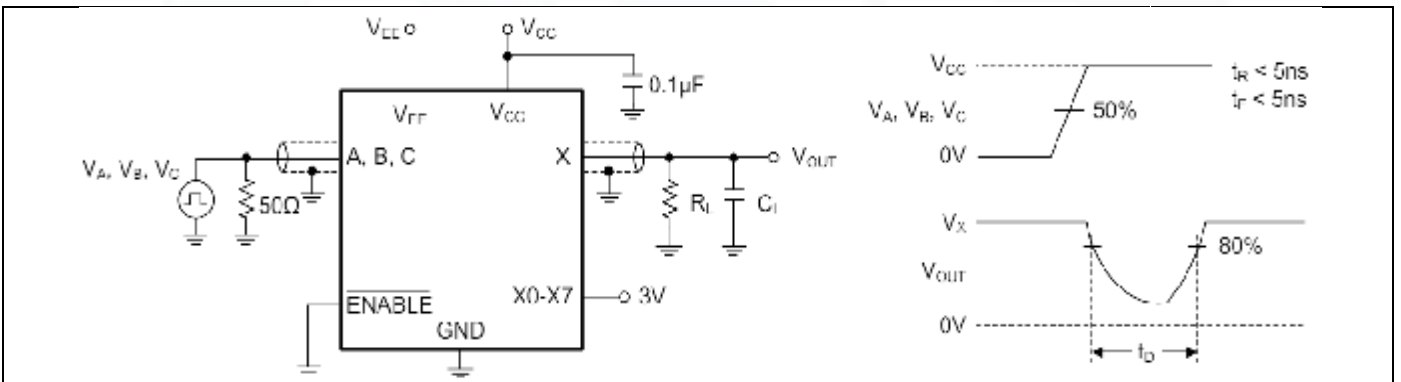 VEE VCC
0.1µF
VEE VCC
A, B, C X
VA, VB, VC
50Ω
VOUT
RL CL
ENABLE
X0-X7 3V
GND
VCC
VA, VB, VC
0V
50%
tR < 5ns
tF < 5ns
VX
VOUT
0V
80%
tD